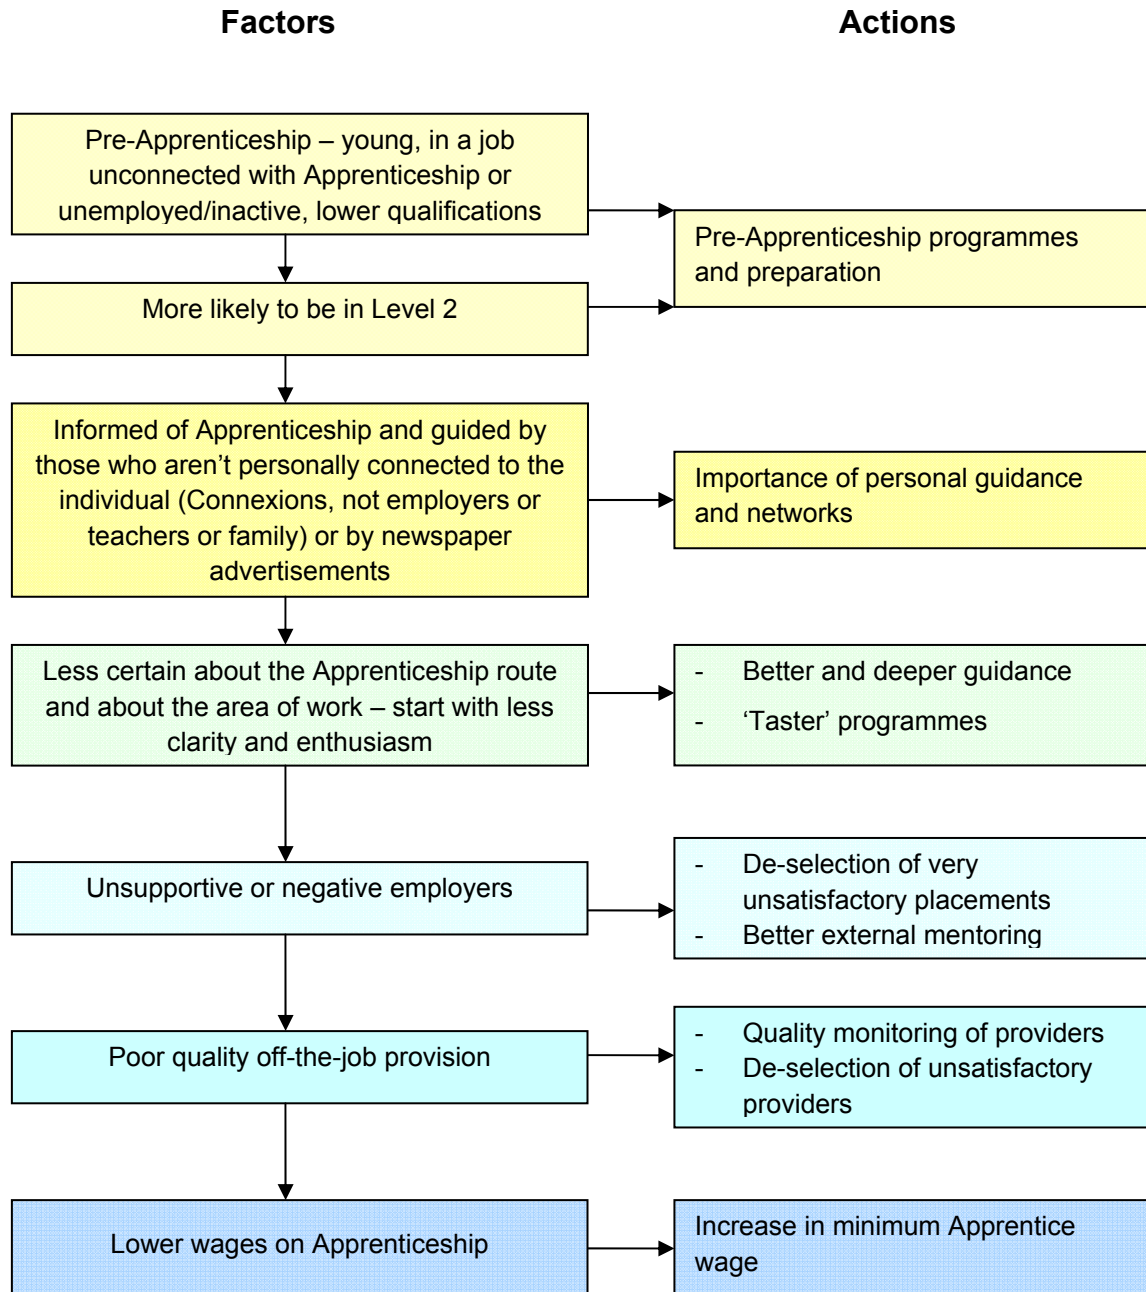 Factors
Actions
Pre-Apprenticeship – young, in a job
unconnected with Apprenticeship or
unemployed/inactive, lower qualifications
Pre-Apprenticeship programmes
and preparation
More likely to be in Level 2
Informed of Apprenticeship and guided by
those who aren’t personally connected to the
individual (Connexions, not employers or
teachers or family) or by newspaper
advertisements
Importance of personal guidance
and networks
Less certain about the Apprenticeship route
and about the area of work – start with less
clarity and enthusiasm
- Better and deeper guidance
- ‘Taster’ programmes
Unsupportive or negative employers
- De-selection of very
unsatisfactory placements
- Better external mentoring
Poor quality off-the-job provision
- Quality monitoring of providers
- De-selection of unsatisfactory
providers
Lower wages on Apprenticeship
Increase in minimum Apprentice
wage